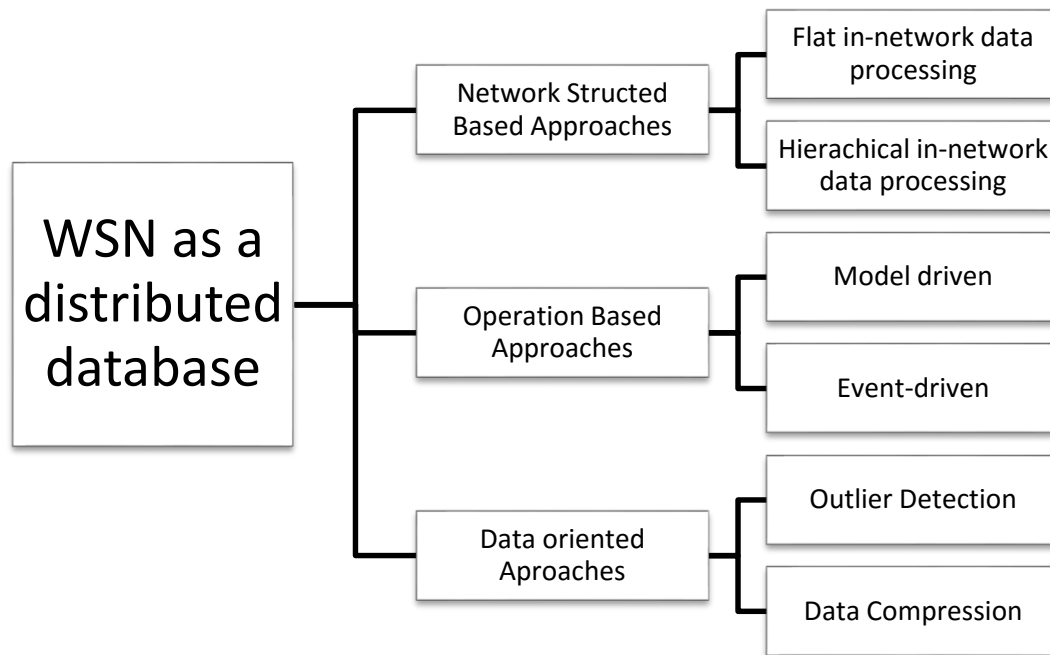 WSN as a
distributed
database
Network Structed
Based Approaches
Flat in-network data
processing
Hierachical in-network
data processing
Operation Based
Approaches
Model driven
Event-driven
Data oriented
Aproaches
Outlier Detection
Data Compression